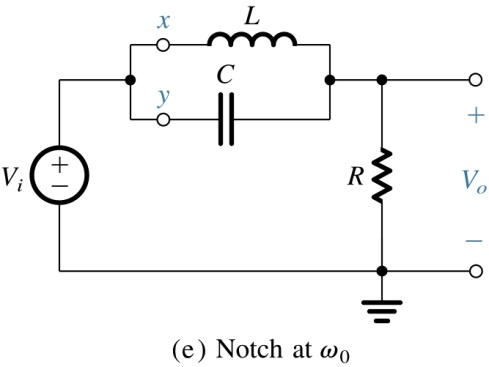 x
L
y
C
+
−
V_i
R
+
V_o
−
(e) Notch at ω_0